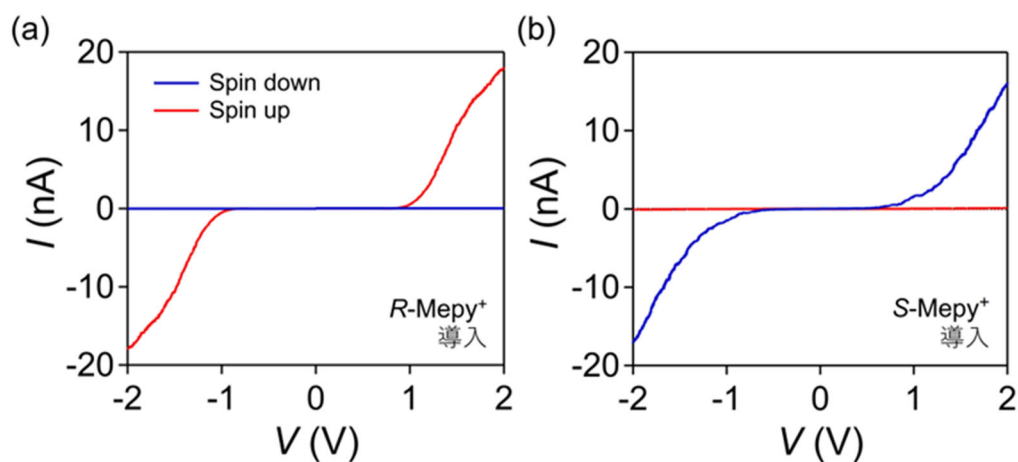 (a)
20
10
0
-10
-20
I (nA)
Spin down
Spin up
R-Mepy⁺
導入
-2 -1 0 1 2
V (V)
(b)
20
10
0
-10
-20
I (nA)
S-Mepy⁺
導入
-2 -1 0 1 2
V (V)